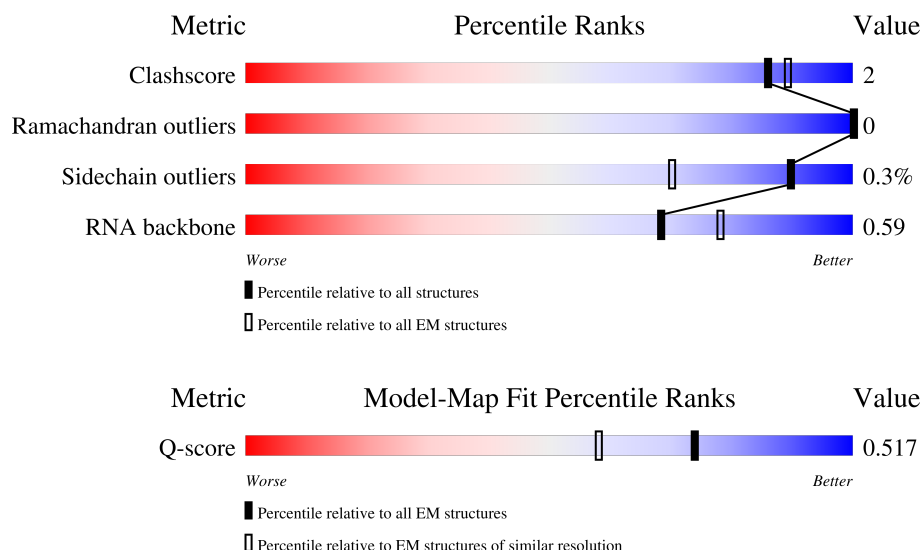 Metric Percentile Ranks Value
Clashscore 2
Ramachandran outliers 0
Sidechain outliers 0.3%
RNA backbone 0.59
Worse Better
Percentile relative to all structures
Percentile relative to all EM structures
Metric Model-Map Fit Percentile Ranks Value
Q-score 0.517
Worse Better
Percentile relative to all EM structures
Percentile relative to EM structures of similar resolution